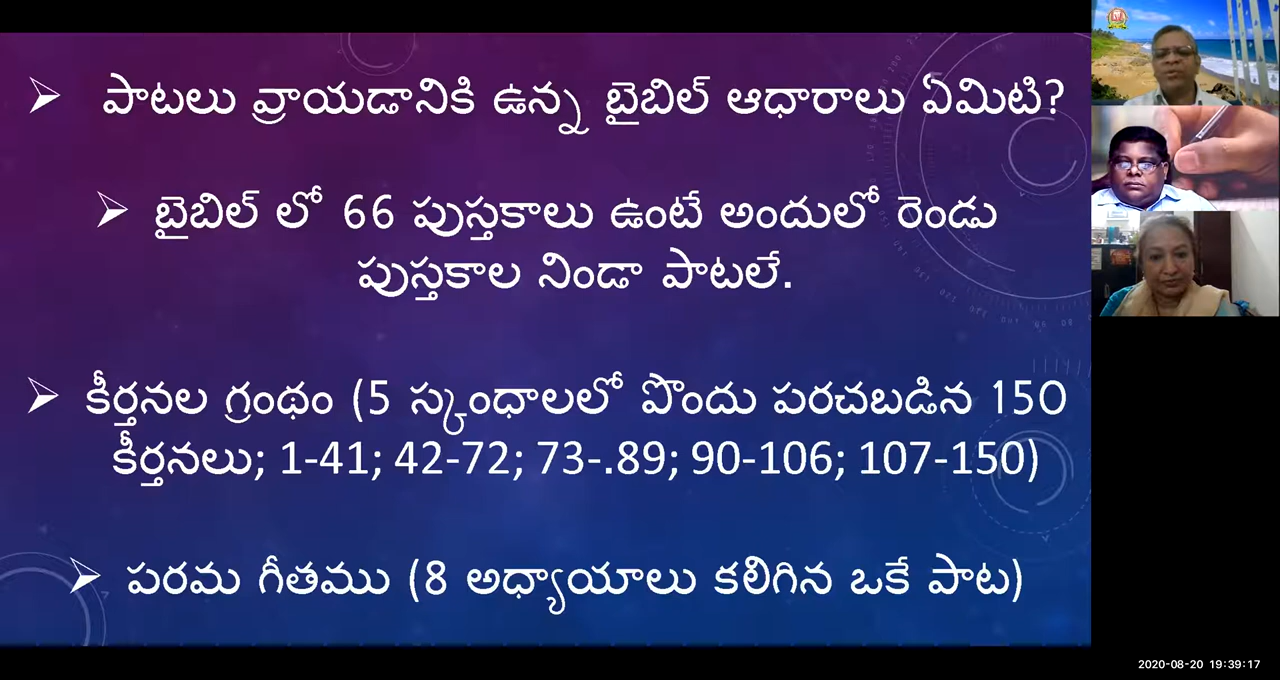 ➢ పాటలు వ్రాయడానికి ఉన్న బైబిల్ ఆధారాలు ఏమిటి?
➢ బైబిల్ లో 66 పుస్తకాలు ఉంటే అందులో రెండు
పుస్తకాల నిండా పాటలే.
➢ కీర్తనల గ్రంథం (5 స్కంధాలలో పొందు పరచబడిన 150
కీర్తనలు; 1-41; 42-72; 73-.89; 90-106; 107-150)
➢ పరమ గీతము (8 అధ్యాయాలు కలిగిన ఒకే పాట)
2020-08-20 19:39:17